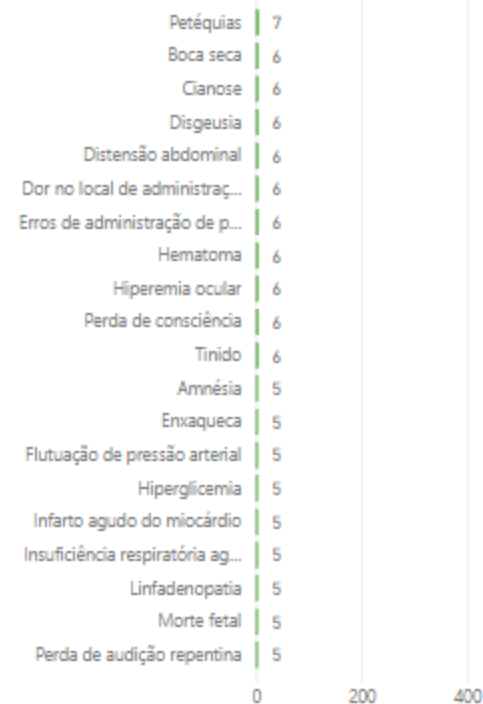 Petéquias 7
Boca seca 6
Cianose 6
Disgeusia 6
Distensão abdominal 6
Dor no local de administraç... 6
Erros de administração de p... 6
Hematoma 6
Hiperemia ocular 6
Perda de consciência 6
Tinido 6
Amnésia 5
Enxaqueca 5
Flutuação de pressão arterial 5
Hiperglicemia 5
Infarto agudo do miocárdio 5
Insuficiência respiratória ag... 5
Linfadenopatia 5
Morte fetal 5
Perda de audição repentina 5
0 200 400